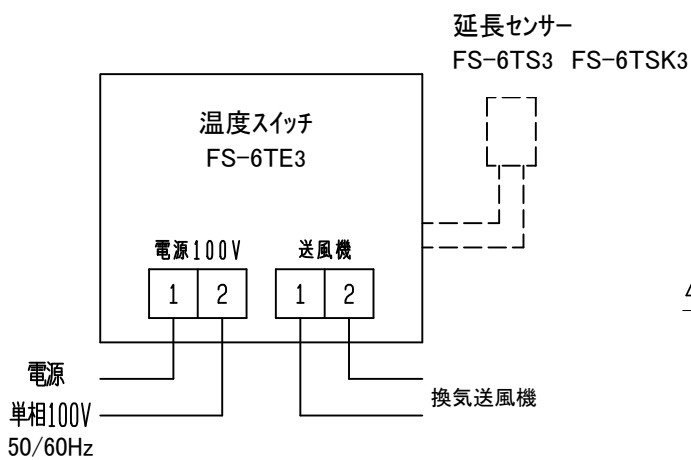 延長センサー
FS-6TS3 FS-6TSK3
温度スイッチ
FS-6TE3
電源100V
送風機
1 2
1 2
電源
単相100V
50/60Hz
換気送風機